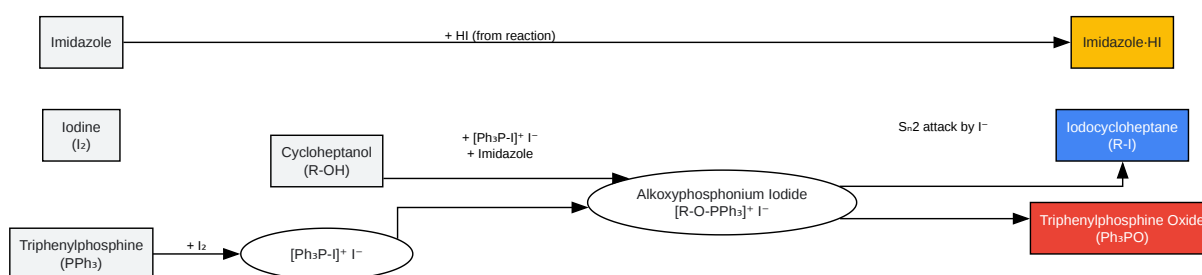 Imidazole
+ HI (from reaction)
Imidazole·HI
Iodine
(I₂)
Cycloheptanol
(R-OH)
+ [Ph₃P-I]⁺ I⁻
+ Imidazole
Sₙ2 attack by I⁻
Iodocycloheptane
(R-I)
Alkoxyphosphonium Iodide
[R-O-PPh₃]⁺ I⁻
Triphenylphosphine
(PPh₃)
+ I₂
[Ph₃P-I]⁺ I⁻
Triphenylphosphine Oxide
(Ph₃PO)